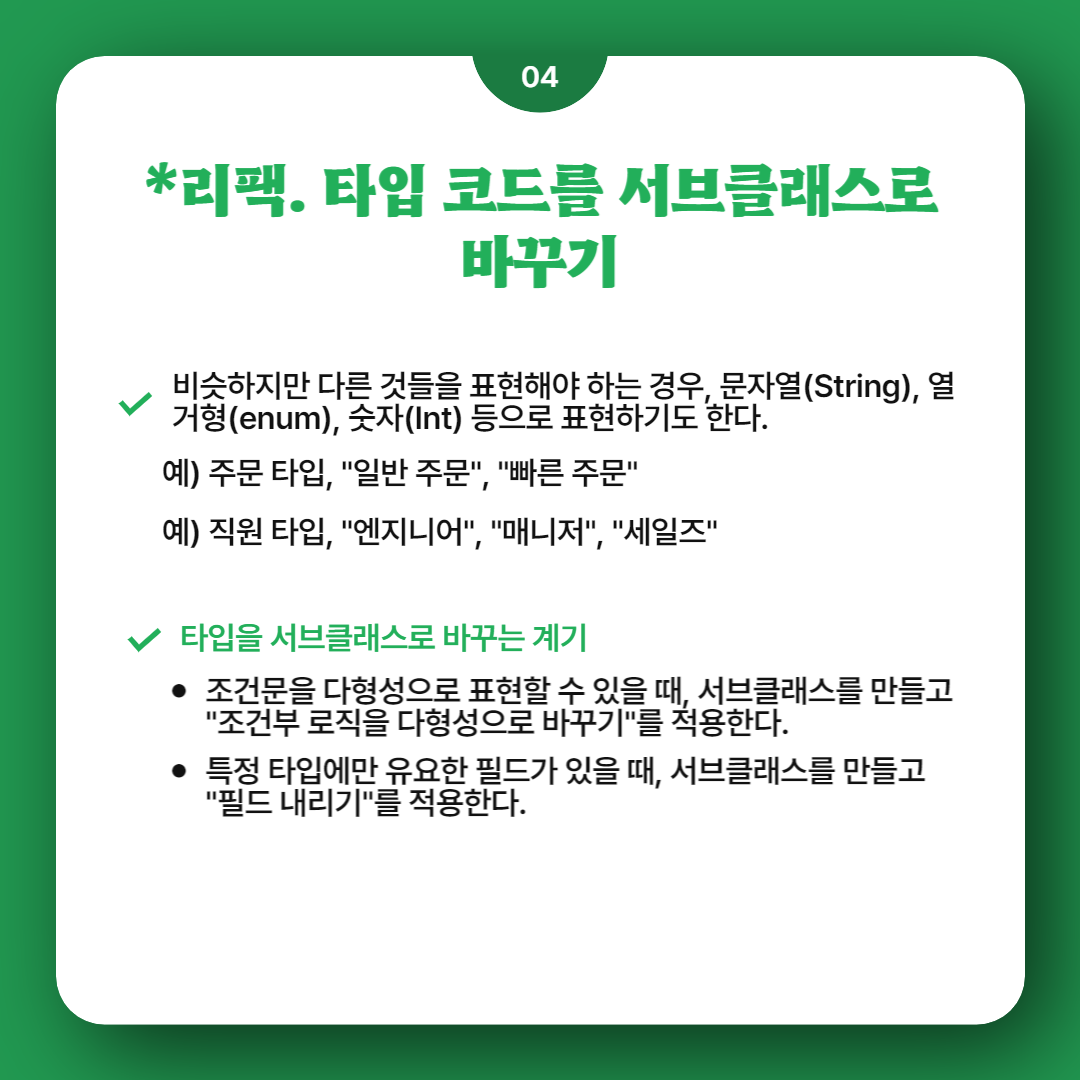 04
*리팩. 타입 코드를 서브클래스로
바꾸기
비슷하지만 다른 것들을 표현해야 하는 경우, 문자열(String), 열
거형(enum), 숫자(Int) 등으로 표현하기도 한다.
예) 주문 타입, "일반 주문", "빠른 주문"
예) 직원 타입, "엔지니어", "매니저", "세일즈"
타입을 서브클래스로 바꾸는 계기
• 조건문을 다형성으로 표현할 수 있을 때, 서브클래스를 만들고
"조건부 로직을 다형성으로 바꾸기"를 적용한다.
• 특정 타입에만 유요한 필드가 있을 때, 서브클래스를 만들고
"필드 내리기"를 적용한다.